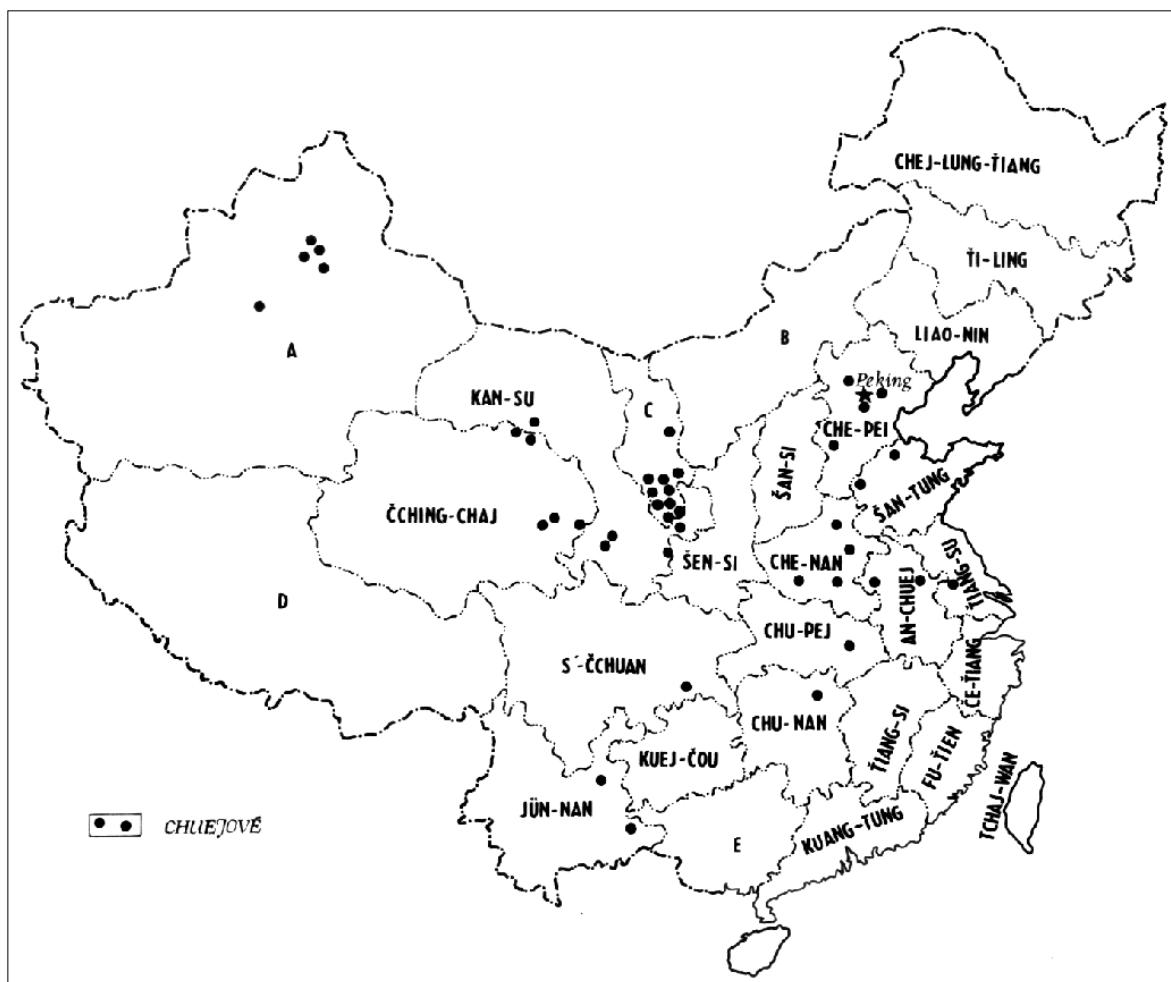 CHEJ-LUNG-ŤIANG
ŤI-LING
LIAO-NIN
B
A
Peking
KAN-SU
C
CHE-PEI
ŠAN-SI
ŠAN-TUNG
ČCHING-CHAJ
ŠEN-SI
CHE-NAN
ŤIANG-SU
AN-CHUEJ
D
CHU-PEJ
S´-ČCHUAN
ČE-ŤIANG
CHU-NAN
ŤIANG-SI
FU-ŤIEN
KUEJ-ČOU
TCHAJ-WAN
JÜN-NAN
KUANG-TUNG
E
CHUEJOVÉ